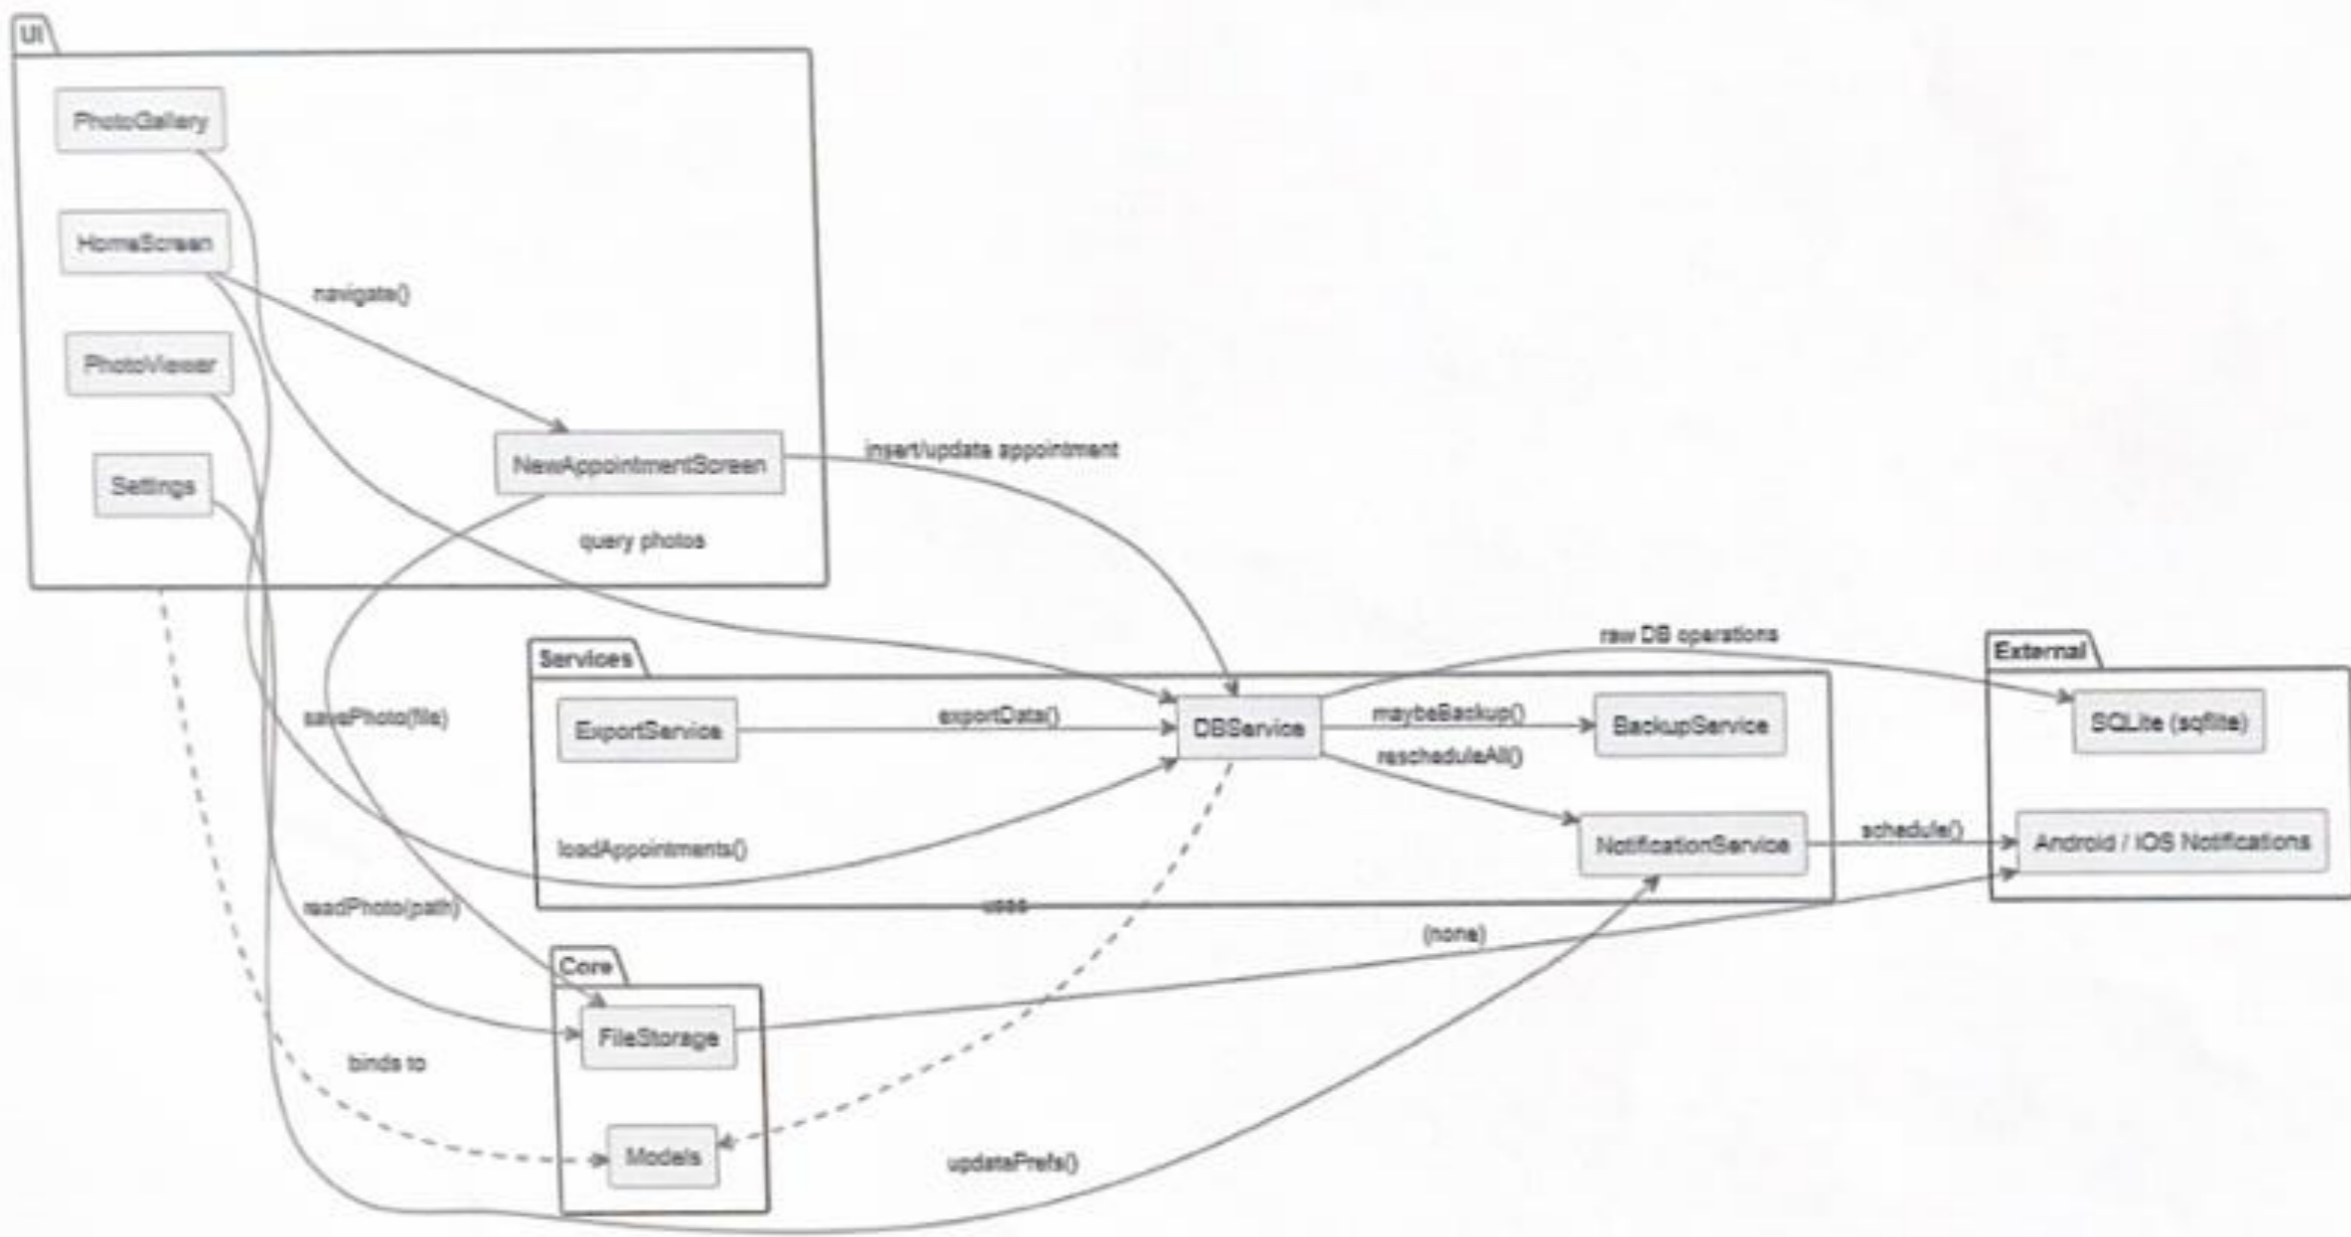 UI
PhotoGallery
HomeScreen
navigate()
PhotoViewer
NewAppointmentScreen
insert/update appointment
Settings
query photos
raw DB operations
Services
External
savePhoto(file)
ExportService
exportData()
DBService
maybeBackup()
BackupService
SQLite (sqflite)
rescheduleAll()
loadAppointments()
NotificationService
schedule()
Android / iOS Notifications
readPhoto(path)
uses
(none)
Core
FileStorage
binds to
Models
updatePrefs()